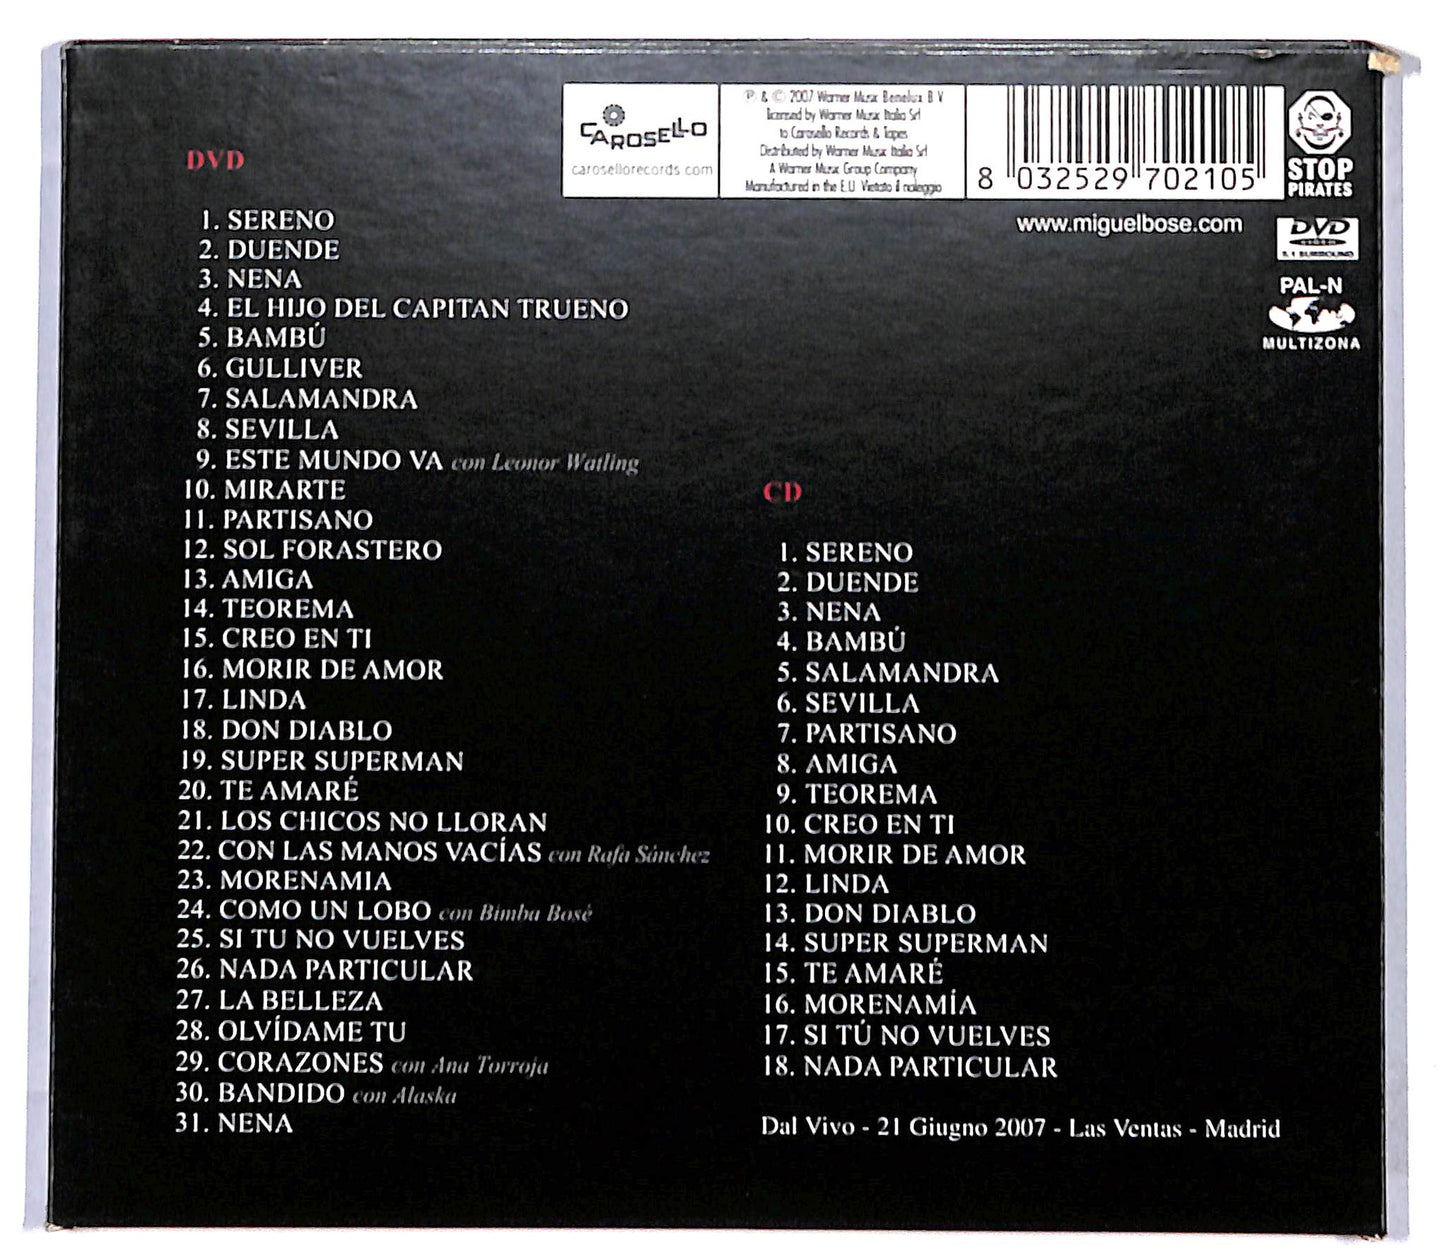 CAROSELLO
carosellorecords.com
℗ & © 2007 Warner Music Benelux B.V.
licensed by Warner Music Italia Srl
to Carosello Records & Tapes
Distributed by Warner Music Italia Srl
A Warner Music Group Company
Manufactured in the E.U. Vietato il noleggio
8 032529 702105
STOP
PIRATES
www.miguelbose.com
DVD
VIDEO
5.1 SURROUND
PAL-N
MULTIZONA
DVD
1. SERENO
2. DUENDE
3. NENA
4. EL HIJO DEL CAPITAN TRUENO
5. BAMBÚ
6. GULLIVER
7. SALAMANDRA
8. SEVILLA
9. ESTE MUNDO VA con Leonor Watling
10. MIRARTE
11. PARTISANO
12. SOL FORASTERO
13. AMIGA
14. TEOREMA
15. CREO EN TI
16. MORIR DE AMOR
17. LINDA
18. DON DIABLO
19. SUPER SUPERMAN
20. TE AMARÉ
21. LOS CHICOS NO LLORAN
22. CON LAS MANOS VACÍAS con Rafa Sánchez
23. MORENAMIA
24. COMO UN LOBO con Bimba Bosé
25. SI TU NO VUELVES
26. NADA PARTICULAR
27. LA BELLEZA
28. OLVÍDAME TU
29. CORAZONES con Ana Torroja
30. BANDIDO con Alaska
31. NENA
CD
1. SERENO
2. DUENDE
3. NENA
4. BAMBÚ
5. SALAMANDRA
6. SEVILLA
7. PARTISANO
8. AMIGA
9. TEOREMA
10. CREO EN TI
11. MORIR DE AMOR
12. LINDA
13. DON DIABLO
14. SUPER SUPERMAN
15. TE AMARÉ
16. MORENAMÍA
17. SI TÚ NO VUELVES
18. NADA PARTICULAR
Dal Vivo - 21 Giugno 2007 - Las Ventas - Madrid